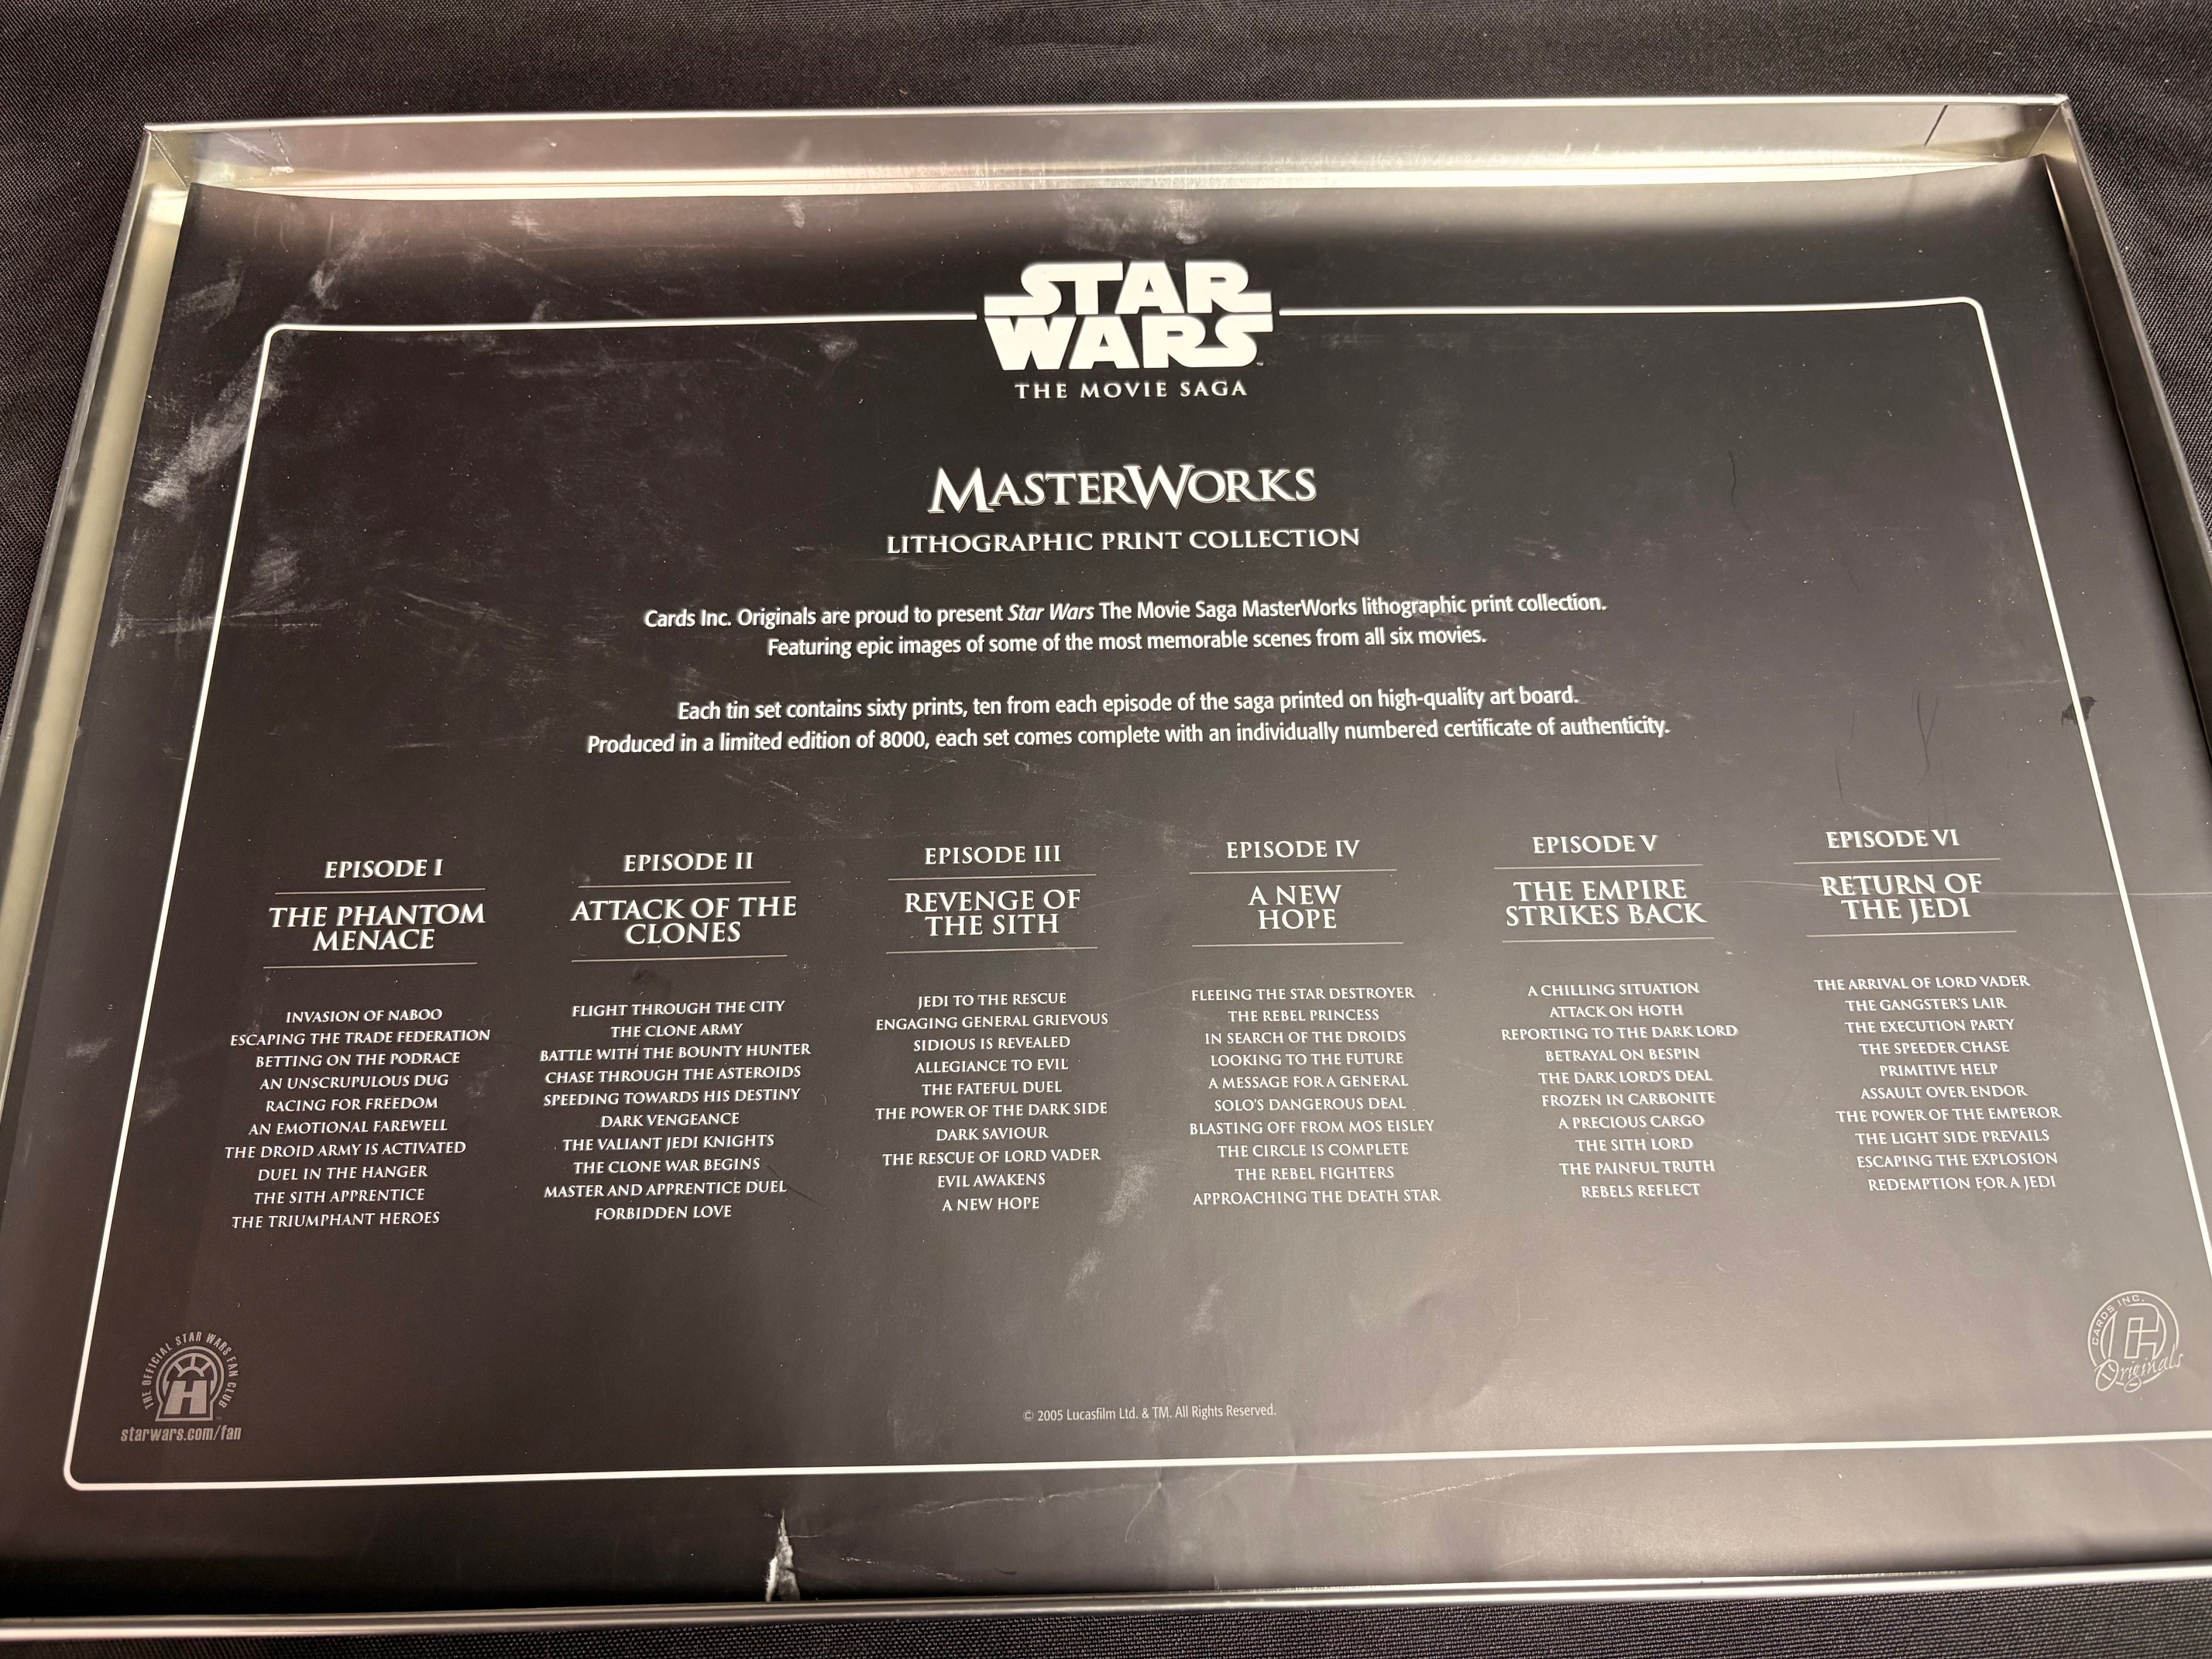 STAR
WARS
THE MOVIE SAGA
MASTERWORKS
LITHOGRAPHIC PRINT COLLECTION
Cards Inc. Originals are proud to present Star Wars The Movie Saga MasterWorks lithographic print collection.
Featuring epic images of some of the most memorable scenes from all six movies.
Each tin set contains sixty prints, ten from each episode of the saga printed on high-quality art board.
Produced in a limited edition of 8000, each set comes complete with an individually numbered certificate of authenticity.
EPISODE I
THE PHANTOM
MENACE
INVASION OF NABOO
ESCAPING THE TRADE FEDERATION
BETTING ON THE PODRACE
AN UNSCRUPULOUS DUG
RACING FOR FREEDOM
AN EMOTIONAL FAREWELL
THE DROID ARMY IS ACTIVATED
DUEL IN THE HANGER
THE SITH APPRENTICE
THE TRIUMPHANT HEROES
EPISODE II
ATTACK OF THE
CLONES
FLIGHT THROUGH THE CITY
THE CLONE ARMY
BATTLE WITH THE BOUNTY HUNTER
CHASE THROUGH THE ASTEROIDS
SPEEDING TOWARDS HIS DESTINY
DARK VENGEANCE
THE VALIANT JEDI KNIGHTS
THE CLONE WAR BEGINS
MASTER AND APPRENTICE DUEL
FORBIDDEN LOVE
EPISODE III
REVENGE OF
THE SITH
JEDI TO THE RESCUE
ENGAGING GENERAL GRIEVOUS
SIDIOUS IS REVEALED
ALLEGIANCE TO EVIL
THE FATEFUL DUEL
THE POWER OF THE DARK SIDE
DARK SAVIOUR
THE RESCUE OF LORD VADER
EVIL AWAKENS
A NEW HOPE
EPISODE IV
A NEW
HOPE
FLEEING THE STAR DESTROYER
THE REBEL PRINCESS
IN SEARCH OF THE DROIDS
LOOKING TO THE FUTURE
A MESSAGE FOR A GENERAL
SOLO'S DANGEROUS DEAL
BLASTING OFF FROM MOS EISLEY
THE CIRCLE IS COMPLETE
THE REBEL FIGHTERS
APPROACHING THE DEATH STAR
EPISODE V
THE EMPIRE
STRIKES BACK
A CHILLING SITUATION
ATTACK ON HOTH
REPORTING TO THE DARK LORD
BETRAYAL ON BESPIN
THE DARK LORD'S DEAL
FROZEN IN CARBONITE
A PRECIOUS CARGO
THE SITH LORD
THE PAINFUL TRUTH
REBELS REFLECT
EPISODE VI
RETURN OF
THE JEDI
THE ARRIVAL OF LORD VADER
THE GANGSTER'S LAIR
THE EXECUTION PARTY
THE SPEEDER CHASE
PRIMITIVE HELP
ASSAULT OVER ENDOR
THE POWER OF THE EMPEROR
THE LIGHT SIDE PREVAILS
ESCAPING THE EXPLOSION
REDEMPTION FOR A JEDI
THE OFFICIAL STAR WARS FAN CLUB
H
starwars.com/fan
© 2005 Lucasfilm Ltd. & TM. All Rights Reserved.
CARDS INC.
Originals